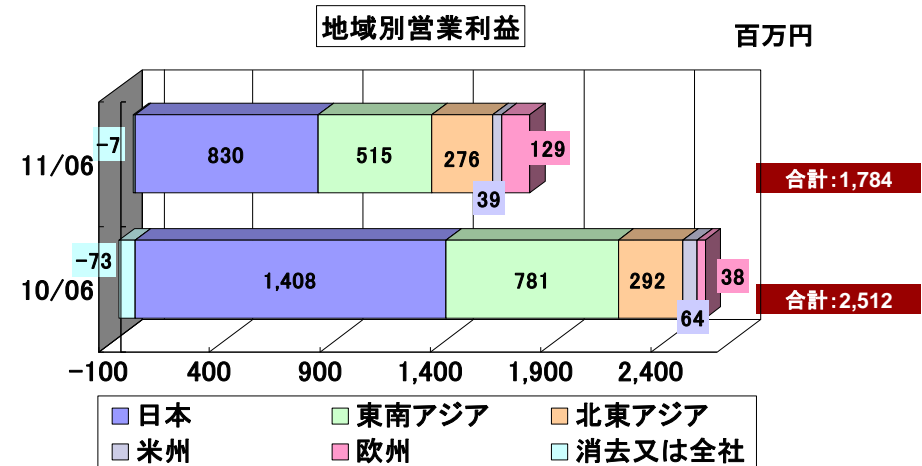 地域別営業利益
百万円
11/06
-7
830
515
276
39
129
合計：1,784
10/06
-73
1,408
781
292
64
38
合計：2,512
-100 400 900 1,400 1,900 2,400
日本 東南アジア 北東アジア
米州 欧州 消去又は全社